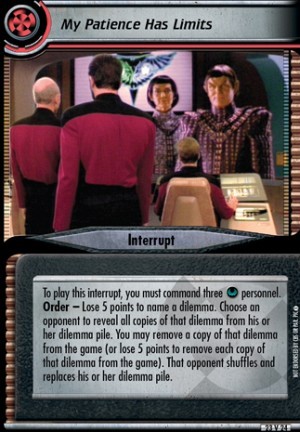 My Patience Has Limits
Interrupt
To play this interrupt, you must command three personnel.
Order – Lose 5 points to name a dilemma. Choose an
opponent to reveal all copies of that dilemma from his or
her dilemma pile. You may remove a copy of that dilemma
from the game (or lose 5 points to remove each copy of
that dilemma from the game). That opponent shuffles and
replaces his or her dilemma pile.
23 V 24